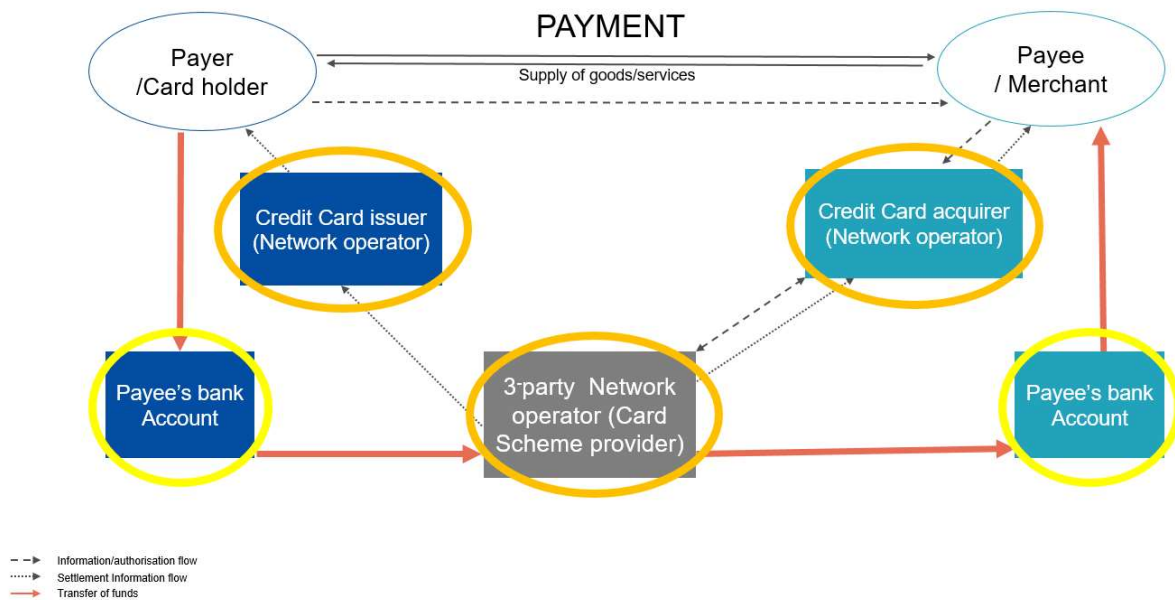 PAYMENT
Payer
/Card holder
Supply of goods/services
Payee
/ Merchant
Credit Card issuer
(Network operator)
Credit Card acquirer
(Network operator)
Payee's bank
Account
3-party Network
operator (Card
Scheme provider)
Payee's bank
Account
Information/authorisation flow
Settlement Information flow
Transfer of funds